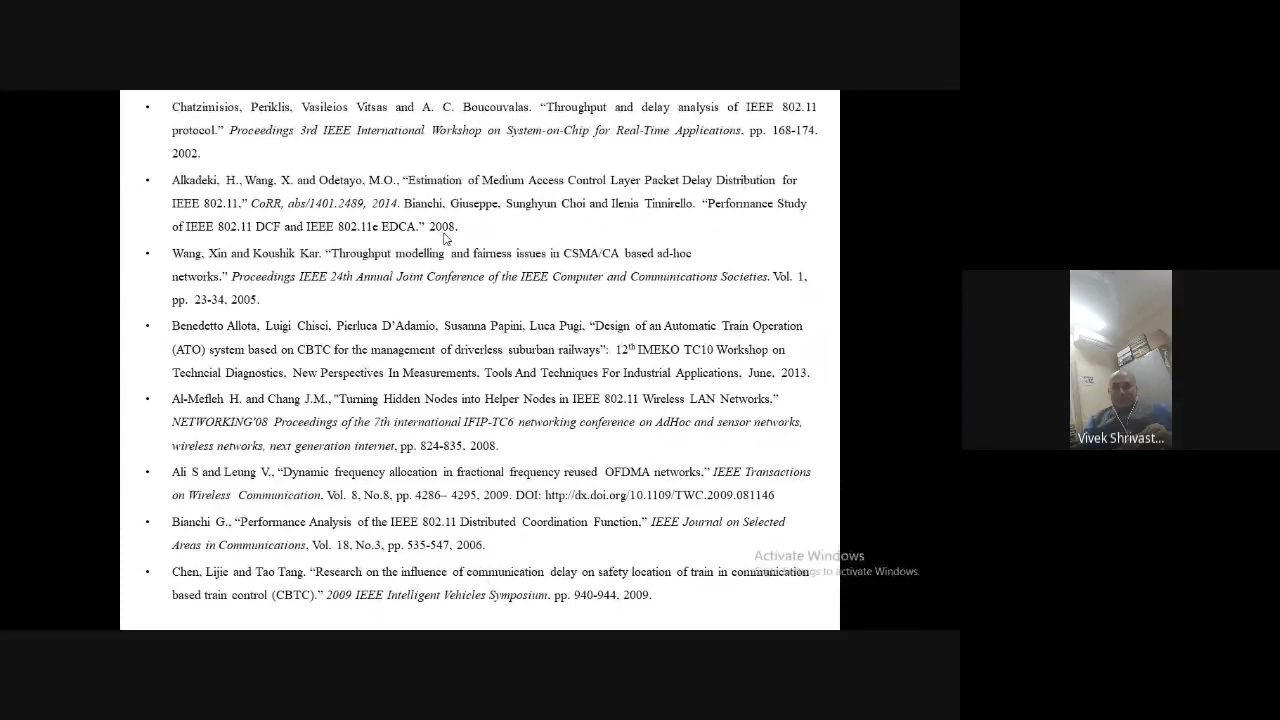 • Chatzimisios, Periklis, Vasileios Vitsas and A. C. Boucouvalas. “Throughput and delay analysis of IEEE 802.11
protocol.” Proceedings 3rd IEEE International Workshop on System-on-Chip for Real-Time Applications, pp. 168-174.
2002.
• Alkadeki, H., Wang, X. and Odetayo, M.O., “Estimation of Medium Access Control Layer Packet Delay Distribution for
IEEE 802.11,” CoRR, abs/1401.2489, 2014. Bianchi, Giuseppe, Sunghyun Choi and Ilenia Tinnirello. “Performance Study
of IEEE 802.11 DCF and IEEE 802.11e EDCA.” 2008.
• Wang, Xin and Koushik Kar. “Throughput modelling and fairness issues in CSMA/CA based ad-hoc
networks.” Proceedings IEEE 24th Annual Joint Conference of the IEEE Computer and Communications Societies. Vol. 1,
pp. 23-34, 2005.
• Benedetto Allota, Luigi Chisci, Pierluca D’Adamio, Susanna Papini, Luca Pugi, “Design of an Automatic Train Operation
(ATO) system based on CBTC for the management of driverless suburban railways”: 12th IMEKO TC10 Workshop on
Techncial Diagnostics, New Perspectives In Measurements, Tools And Techniques For Industrial Applications, June, 2013.
• Al-Mefleh H. and Chang J.M., "Turning Hidden Nodes into Helper Nodes in IEEE 802.11 Wireless LAN Networks,”
NETWORKING'08 Proceedings of the 7th international IFIP-TC6 networking conference on AdHoc and sensor networks,
wireless networks, next generation internet, pp. 824-835, 2008.
• Ali S and Leung V., “Dynamic frequency allocation in fractional frequency reused OFDMA networks,” IEEE Transactions
on Wireless Communication, Vol. 8, No.8, pp. 4286– 4295, 2009. DOI: http://dx.doi.org/10.1109/TWC.2009.081146
• Bianchi G., “Performance Analysis of the IEEE 802.11 Distributed Coordination Function,” IEEE Journal on Selected
Areas in Communications, Vol. 18, No.3, pp. 535-547, 2006.
• Chen, Lijie and Tao Tang. “Research on the influence of communication delay on safety location of train in communication
based train control (CBTC).” 2009 IEEE Intelligent Vehicles Symposium, pp. 940-944, 2009.
Activate Windows
to activate Windows.
Vivek Shrivast...